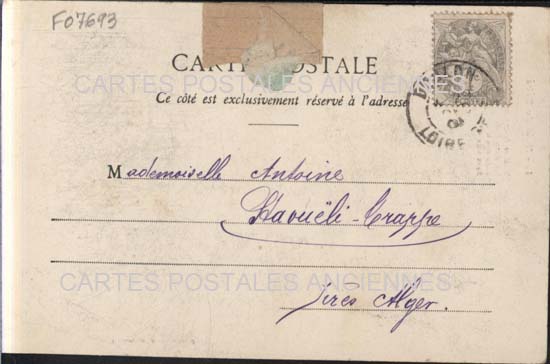 F07693
CARTE POSTALE
CARTES POSTALES ANCIENNES
Ce côté est exclusivement réservé à l'adresse
LOIRE
Mademoiselle Antoine
Haouëli-Trappe
CARTES POSTALES ANCIENNES
près Alger.